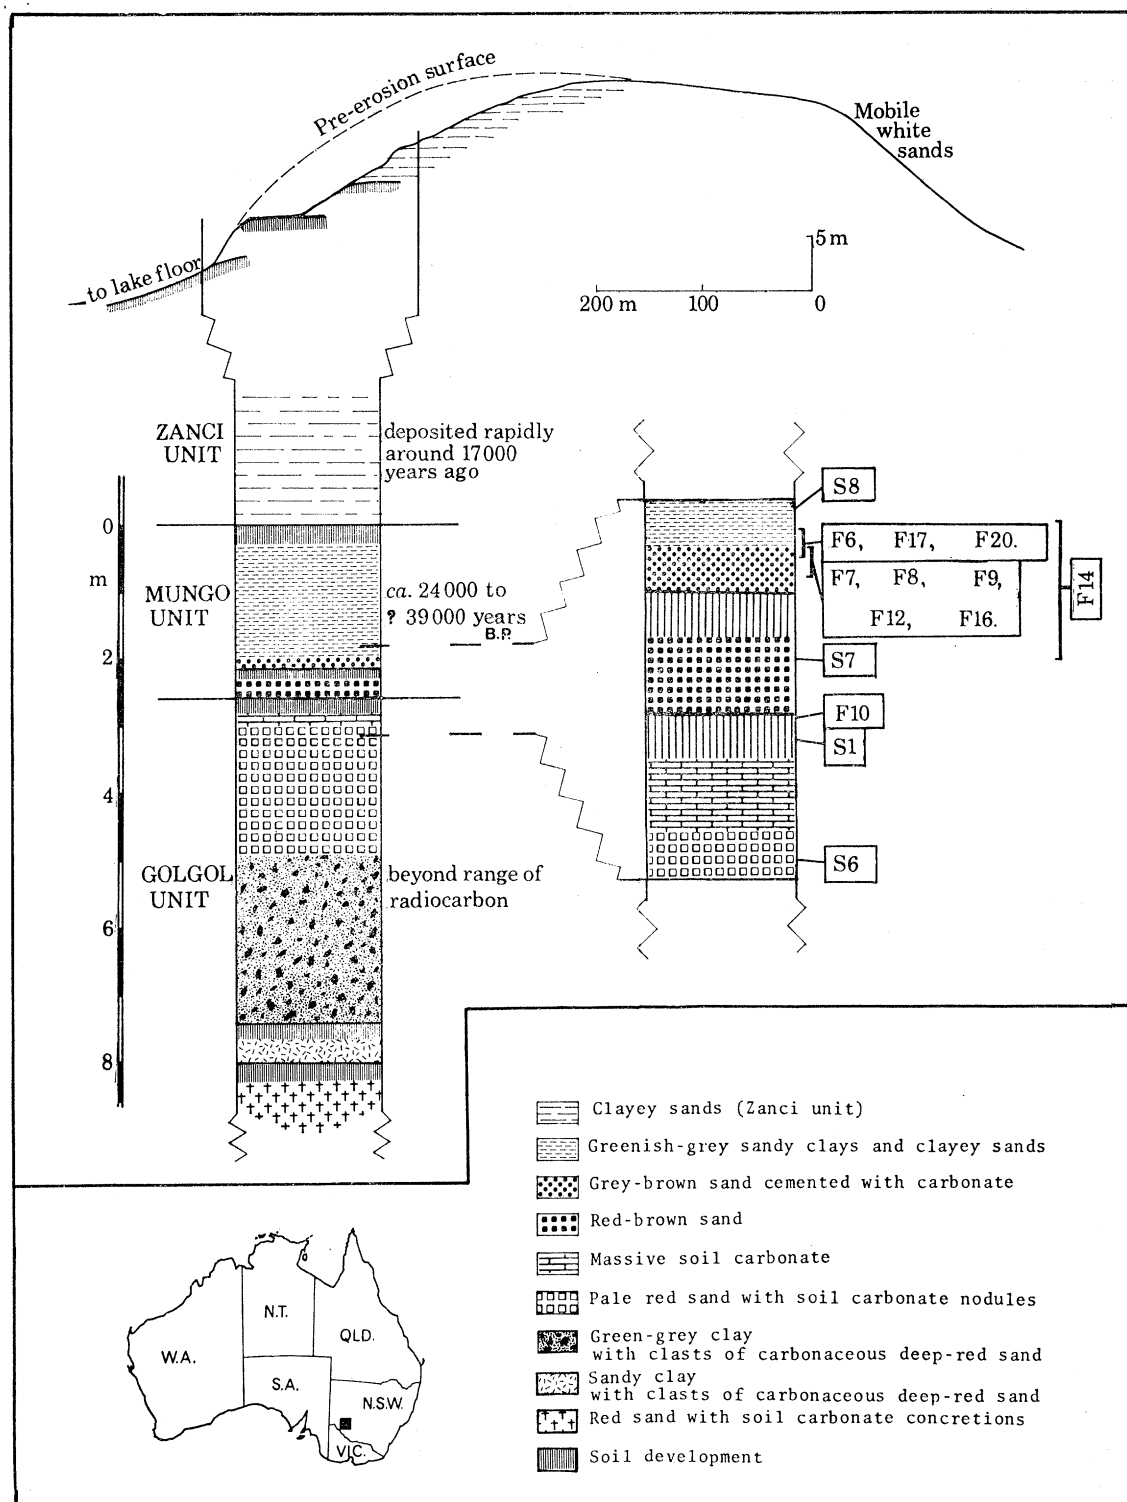 Pre-erosion surface
Mobile
white
sands
to lake floor
5 m
200 m 100 0
ZANCI
UNIT
deposited rapidly
around 17000
years ago
0
m
2
4
6
8
MUNGO
UNIT
ca. 24000 to
? 39000 years
B.P.
GOLGOL
UNIT
beyond range of
radiocarbon
S8
F6, F17, F20.
F7, F8, F9,
F12, F16.
F14
S7
F10
S1
S6
Clayey sands (Zanci unit)
Greenish-grey sandy clays and clayey sands
Grey-brown sand cemented with carbonate
Red-brown sand
Massive soil carbonate
Pale red sand with soil carbonate nodules
Green-grey clay
with clasts of carbonaceous deep-red sand
Sandy clay
with clasts of carbonaceous deep-red sand
Red sand with soil carbonate concretions
Soil development
W.A.
N.T.
QLD.
S.A.
N.S.W.
VIC.